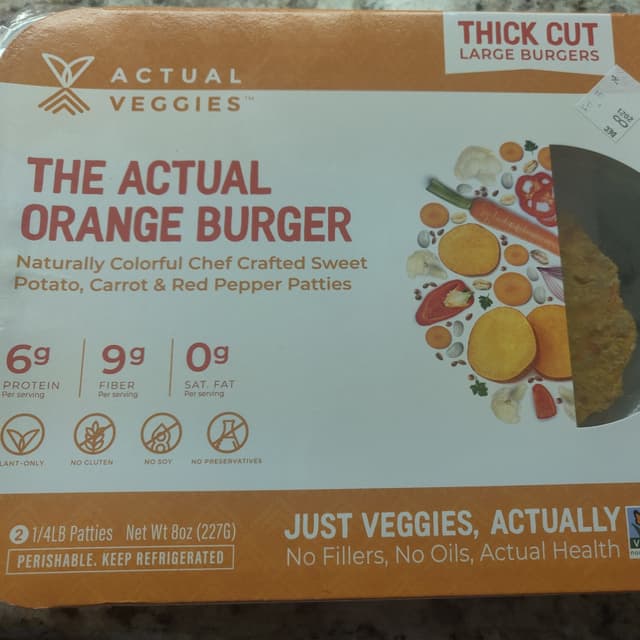 ACTUAL
VEGGIES™
THICK CUT
LARGE BURGERS
THE ACTUAL
ORANGE BURGER
Naturally Colorful Chef Crafted Sweet
Potato, Carrot & Red Pepper Patties
6g
PROTEIN
Per serving
9g
FIBER
Per serving
0g
SAT. FAT
Per serving
LANT-ONLY
NO GLUTEN
NO SOY
NO PRESERVATIVES
2 1/4LB Patties Net Wt 8oz (227G)
PERISHABLE. KEEP REFRIGERATED
JUST VEGGIES, ACTUALLY
No Fillers, No Oils, Actual Health